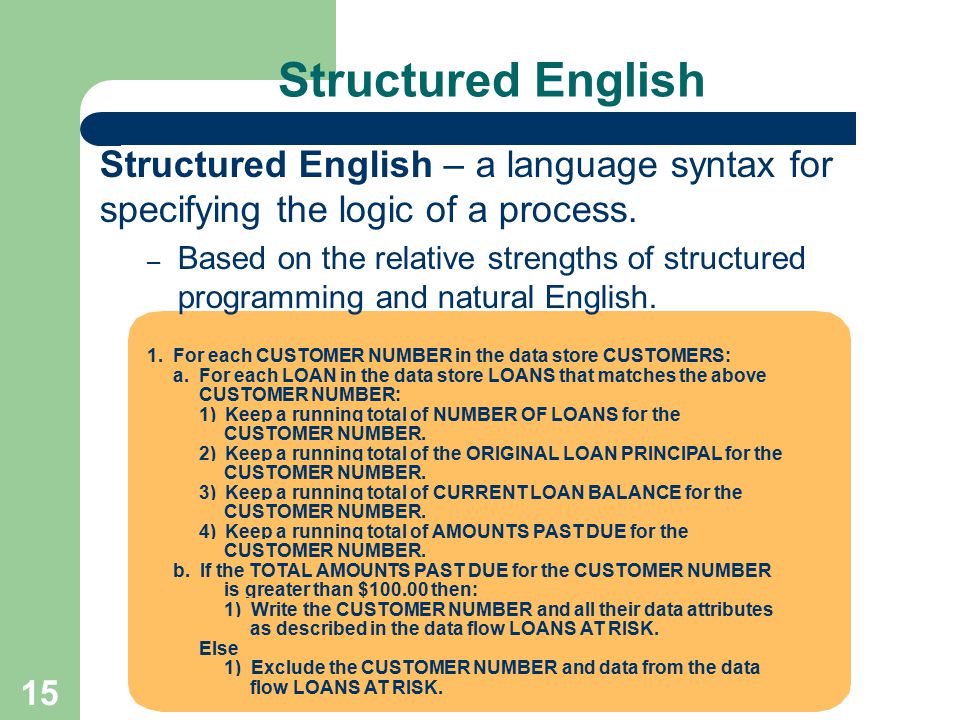 Structured English
Structured English – a language syntax for
specifying the logic of a process.
– Based on the relative strengths of structured
programming and natural English.
1. For each CUSTOMER NUMBER in the data store CUSTOMERS:
a. For each LOAN in the data store LOANS that matches the above
CUSTOMER NUMBER:
1) Keep a running total of NUMBER OF LOANS for the
CUSTOMER NUMBER.
2) Keep a running total of the ORIGINAL LOAN PRINCIPAL for the
CUSTOMER NUMBER.
3) Keep a running total of CURRENT LOAN BALANCE for the
CUSTOMER NUMBER.
4) Keep a running total of AMOUNTS PAST DUE for the
CUSTOMER NUMBER.
b. If the TOTAL AMOUNTS PAST DUE for the CUSTOMER NUMBER
is greater than $100.00 then:
1) Write the CUSTOMER NUMBER and all their data attributes
as described in the data flow LOANS AT RISK.
Else
1) Exclude the CUSTOMER NUMBER and data from the data
flow LOANS AT RISK.
15